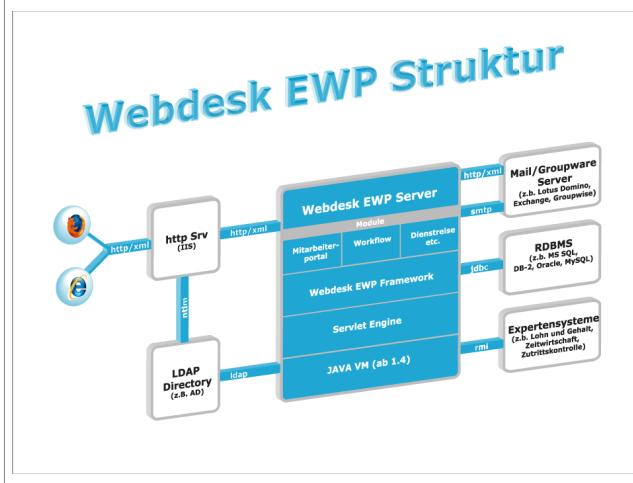 Webdesk EWP Struktur
http/xml
http Srv
(IIS)
http/xml
ntlm
LDAP
Directory
(z.B. AD)
ldap
Webdesk EWP Server
Module
Mitarbeiter-
portal
Workflow
Dienstreise
etc.
Webdesk EWP Framework
Servlet Engine
JAVA VM (ab 1.4)
http/xml
smtp
jdbc
rmi
Mail/Groupware
Server
(z.b. Lotus Domino,
Exchange, Groupwise)
RDBMS
(z.b. MS SQL,
DB-2, Oracle, MySQL)
Expertensysteme
(z.b. Lohn und Gehalt,
Zeitwirtschaft,
Zutrittskontrolle)